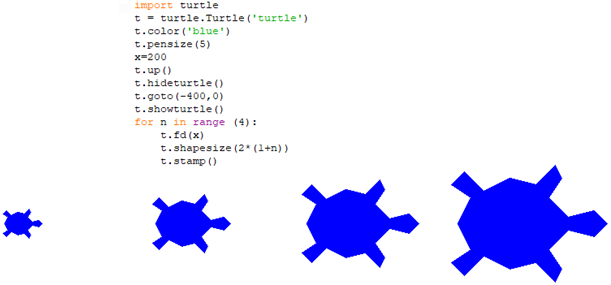 import turtle
t = turtle.Turtle('turtle')
t.color('blue')
t.pensize(5)
x=200
t.up()
t.hideturtle()
t.goto(-400,0)
t.showturtle()
for n in range (4):
    t.fd(x)
    t.shapesize(2*(1+n))
    t.stamp()